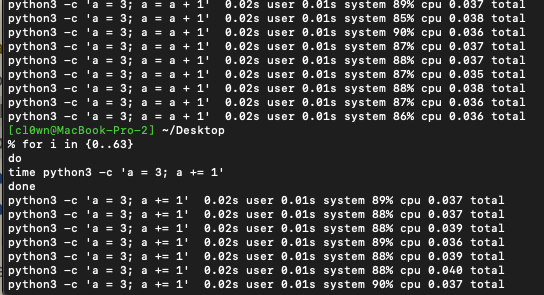 python3 -c 'a = 3; a = a + 1'  0.02s user 0.01s system 89% cpu 0.037 total
python3 -c 'a = 3; a = a + 1'  0.02s user 0.01s system 85% cpu 0.038 total
python3 -c 'a = 3; a = a + 1'  0.02s user 0.01s system 90% cpu 0.036 total
python3 -c 'a = 3; a = a + 1'  0.02s user 0.01s system 87% cpu 0.037 total
python3 -c 'a = 3; a = a + 1'  0.02s user 0.01s system 88% cpu 0.037 total
python3 -c 'a = 3; a = a + 1'  0.02s user 0.01s system 87% cpu 0.035 total
python3 -c 'a = 3; a = a + 1'  0.02s user 0.01s system 88% cpu 0.038 total
python3 -c 'a = 3; a = a + 1'  0.02s user 0.01s system 87% cpu 0.036 total
python3 -c 'a = 3; a = a + 1'  0.02s user 0.01s system 86% cpu 0.036 total
[cl0wn@MacBook-Pro-2] ~/Desktop
% for i in {0..63}
do
time python3 -c 'a = 3; a += 1'
done
python3 -c 'a = 3; a += 1'  0.02s user 0.01s system 89% cpu 0.037 total
python3 -c 'a = 3; a += 1'  0.02s user 0.01s system 88% cpu 0.037 total
python3 -c 'a = 3; a += 1'  0.02s user 0.01s system 88% cpu 0.039 total
python3 -c 'a = 3; a += 1'  0.02s user 0.01s system 89% cpu 0.036 total
python3 -c 'a = 3; a += 1'  0.02s user 0.01s system 88% cpu 0.039 total
python3 -c 'a = 3; a += 1'  0.02s user 0.01s system 88% cpu 0.040 total
python3 -c 'a = 3; a += 1'  0.02s user 0.01s system 90% cpu 0.037 total